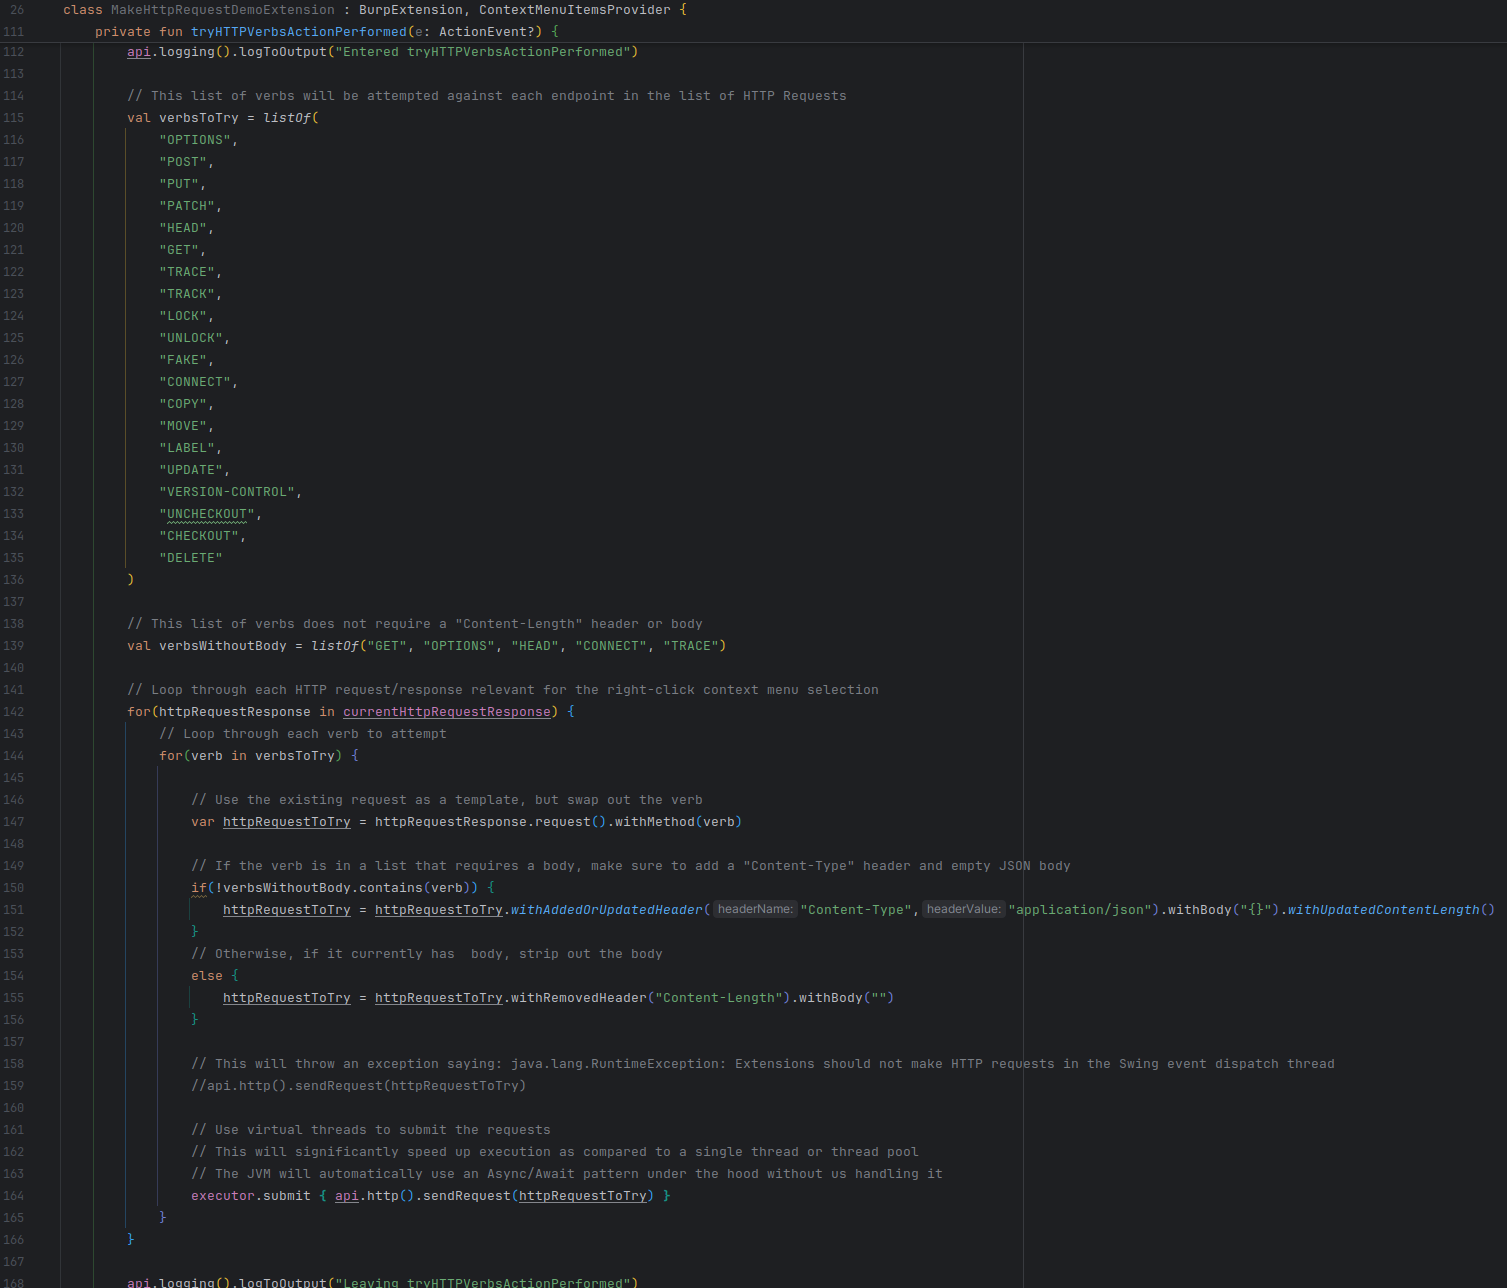 26 class MakeHttpRequestDemoExtension : BurpExtension, ContextMenuItemsProvider {
111 private fun tryHTTPVerbsActionPerformed(e: ActionEvent?) {
112 api.logging().logToOutput("Entered tryHTTPVerbsActionPerformed")
113
114 // This list of verbs will be attempted against each endpoint in the list of HTTP Requests
115 val verbsToTry = listOf(
116 "OPTIONS",
117 "POST",
118 "PUT",
119 "PATCH",
120 "HEAD",
121 "GET",
122 "TRACE",
123 "TRACK",
124 "LOCK",
125 "UNLOCK",
126 "FAKE",
127 "CONNECT",
128 "COPY",
129 "MOVE",
130 "LABEL",
131 "UPDATE",
132 "VERSION-CONTROL",
133 "UNCHECKOUT",
134 "CHECKOUT",
135 "DELETE"
136 )
137
138 // This list of verbs does not require a "Content-Length" header or body
139 val verbsWithoutBody = listOf("GET", "OPTIONS", "HEAD", "CONNECT", "TRACE")
140
141 // Loop through each HTTP request/response relevant for the right-click context menu selection
142 for(httpRequestResponse in currentHttpRequestResponse) {
143 // Loop through each verb to attempt
144 for(verb in verbsToTry) {
145
146 // Use the existing request as a template, but swap out the verb
147 var httpRequestToTry = httpRequestResponse.request().withMethod(verb)
148
149 // If the verb is in a list that requires a body, make sure to add a "Content-Type" header and empty JSON body
150 if(!verbsWithoutBody.contains(verb)) {
151 httpRequestToTry = httpRequestToTry.withAddedOrUpdatedHeader( headerName: "Content-Type", headerValue: "application/json").withBody("{}").withUpdatedContentLength()
152 }
153 // Otherwise, if it currently has  body, strip out the body
154 else {
155 httpRequestToTry = httpRequestToTry.withRemovedHeader("Content-Length").withBody("")
156 }
157
158 // This will throw an exception saying: java.lang.RuntimeException: Extensions should not make HTTP requests in the Swing event dispatch thread
159 //api.http().sendRequest(httpRequestToTry)
160
161 // Use virtual threads to submit the requests
162 // This will significantly speed up execution as compared to a single thread or thread pool
163 // The JVM will automatically use an Async/Await pattern under the hood without us handling it
164 executor.submit { api.http().sendRequest(httpRequestToTry) }
165 }
166 }
167
168 api.logging().logToOutput("Leaving tryHTTPVerbsActionPerformed")